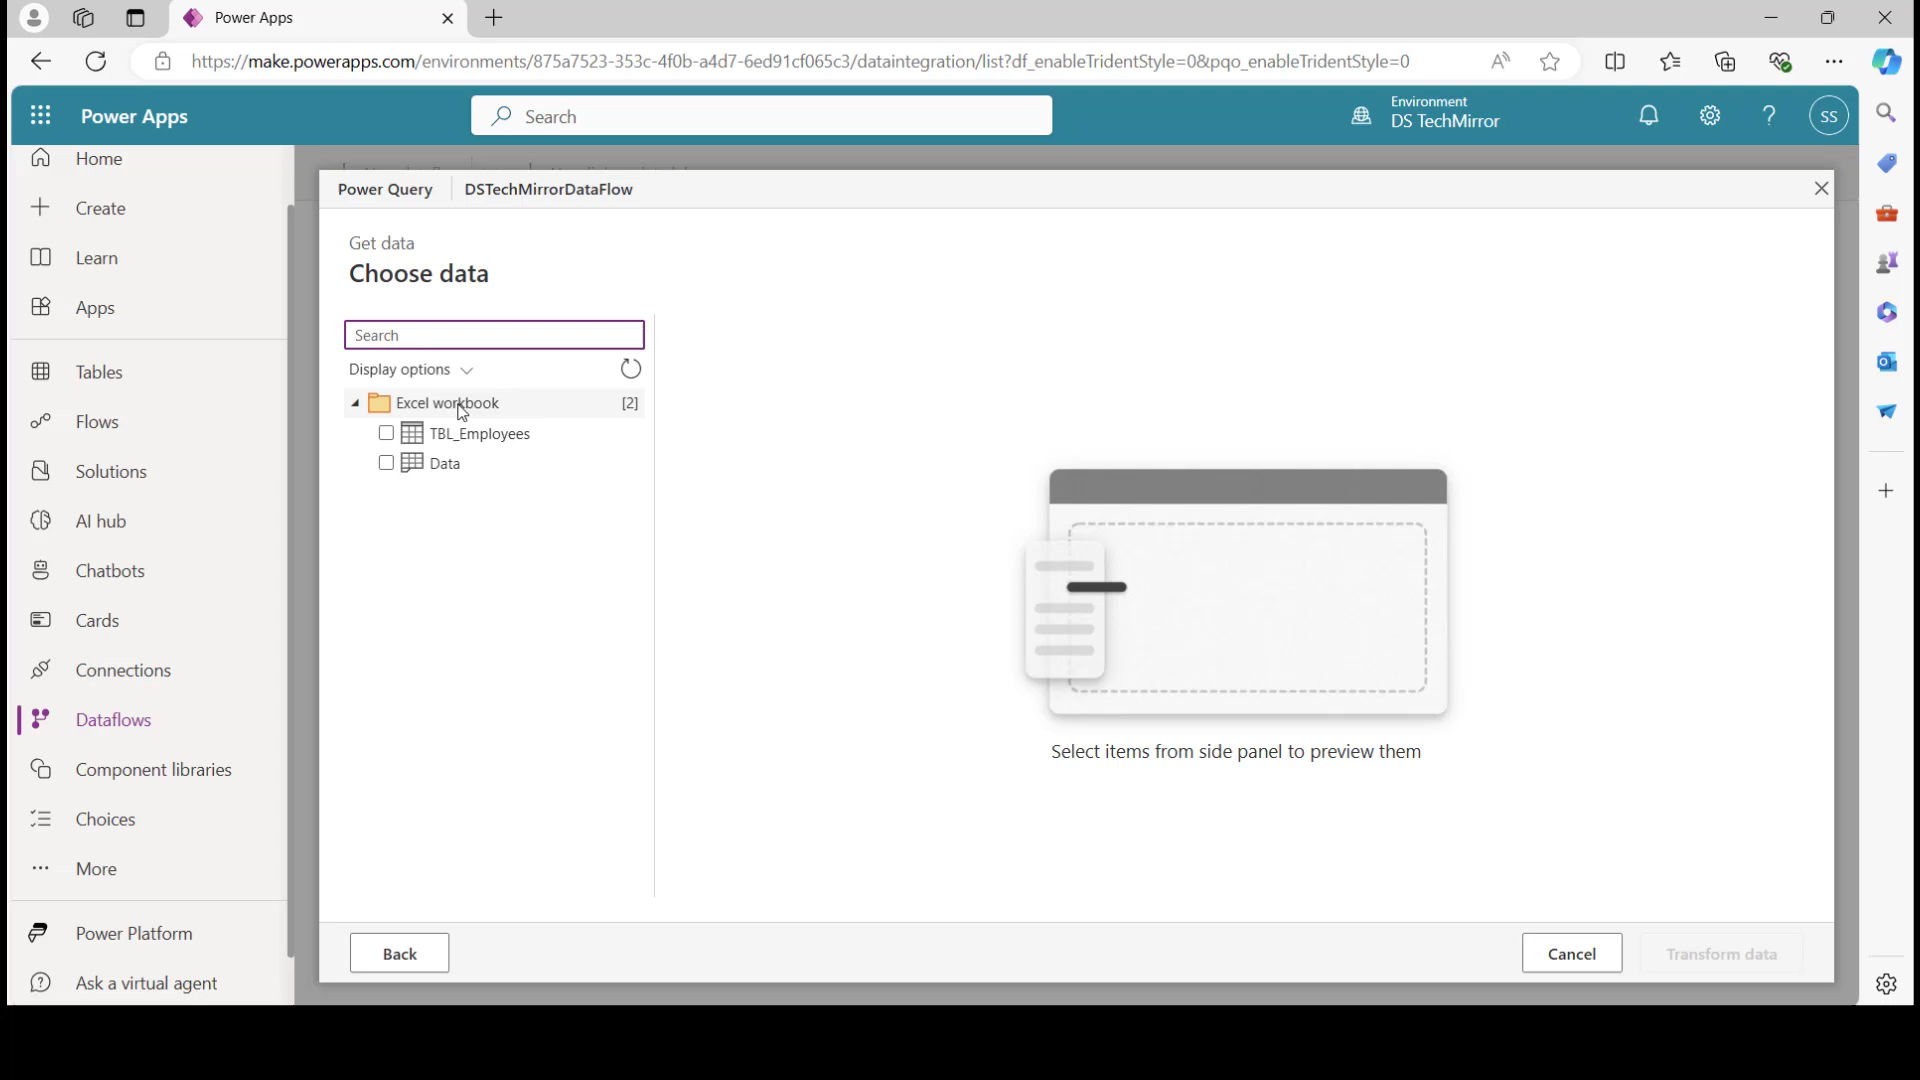 Power Apps
https://make.powerapps.com/environments/875a7523-353c-4f0b-a4d7-6ed91cf065c3/dataintegration/list?df_enableTridentStyle=0&pqo_enableTridentStyle=0
Power Apps
Search
Environment
DS TechMirror
SS
Home
Create
Learn
Apps
Tables
Flows
Solutions
AI hub
Chatbots
Cards
Connections
Dataflows
Component libraries
Choices
More
Power Platform
Ask a virtual agent
Power Query
DSTechMirrorDataFlow
Get data
Choose data
Search
Display options
Excel workbook [2]
TBL_Employees
Data
Select items from side panel to preview them
Back
Cancel
Transform data